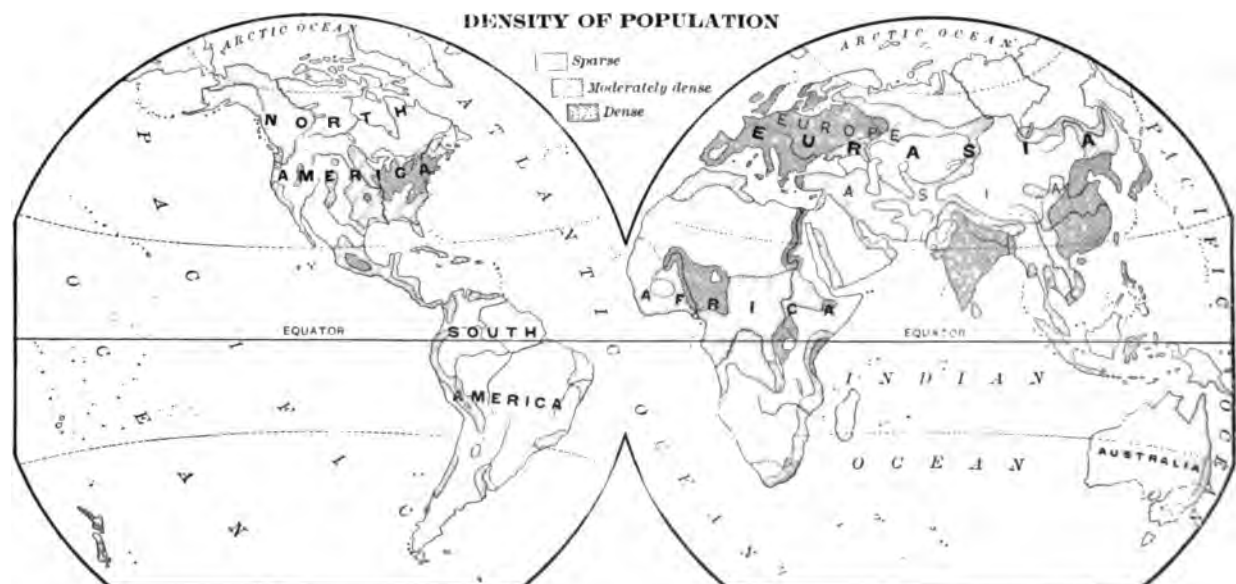 DENSITY OF POPULATION
Sparse
Moderately dense
Dense
ARCTIC OCEAN
ARCTIC OCEAN
NORTH
AMERICA
ATLANTIC
OCEAN
PACIFIC
OCEAN
EQUATOR
SOUTH
AMERICA
EUROPE
EURASIA
ASIA
AFRICA
EQUATOR
INDIAN
OCEAN
AUSTRALIA
PACIFIC
OCE